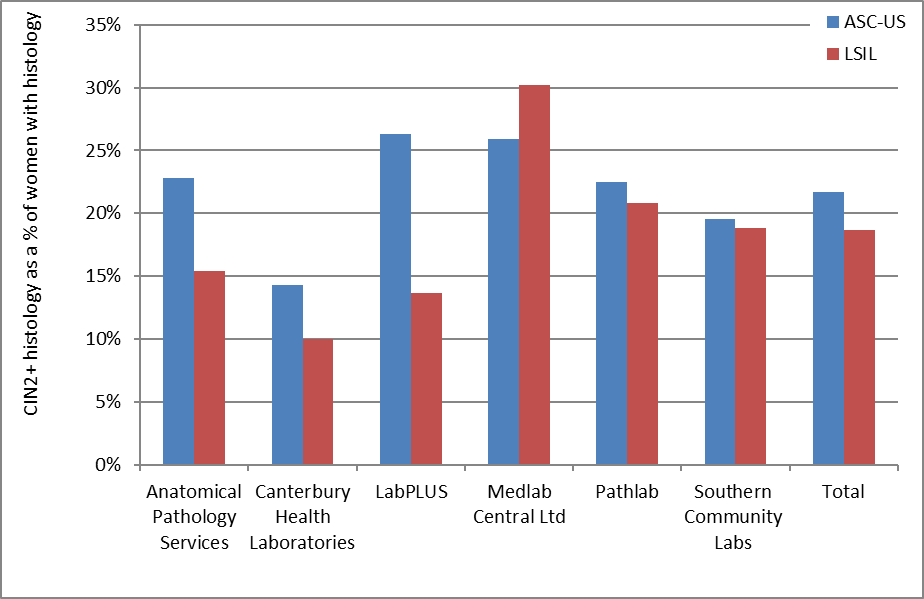 CIN2+ histology as a % of women with histology
35%
30%
25%
20%
15%
10%
5%
0%
ASC-US
LSIL
Anatomical
Pathology
Services
Canterbury
Health
Laboratories
LabPLUS
Medlab
Central Ltd
Pathlab
Southern
Community
Labs
Total